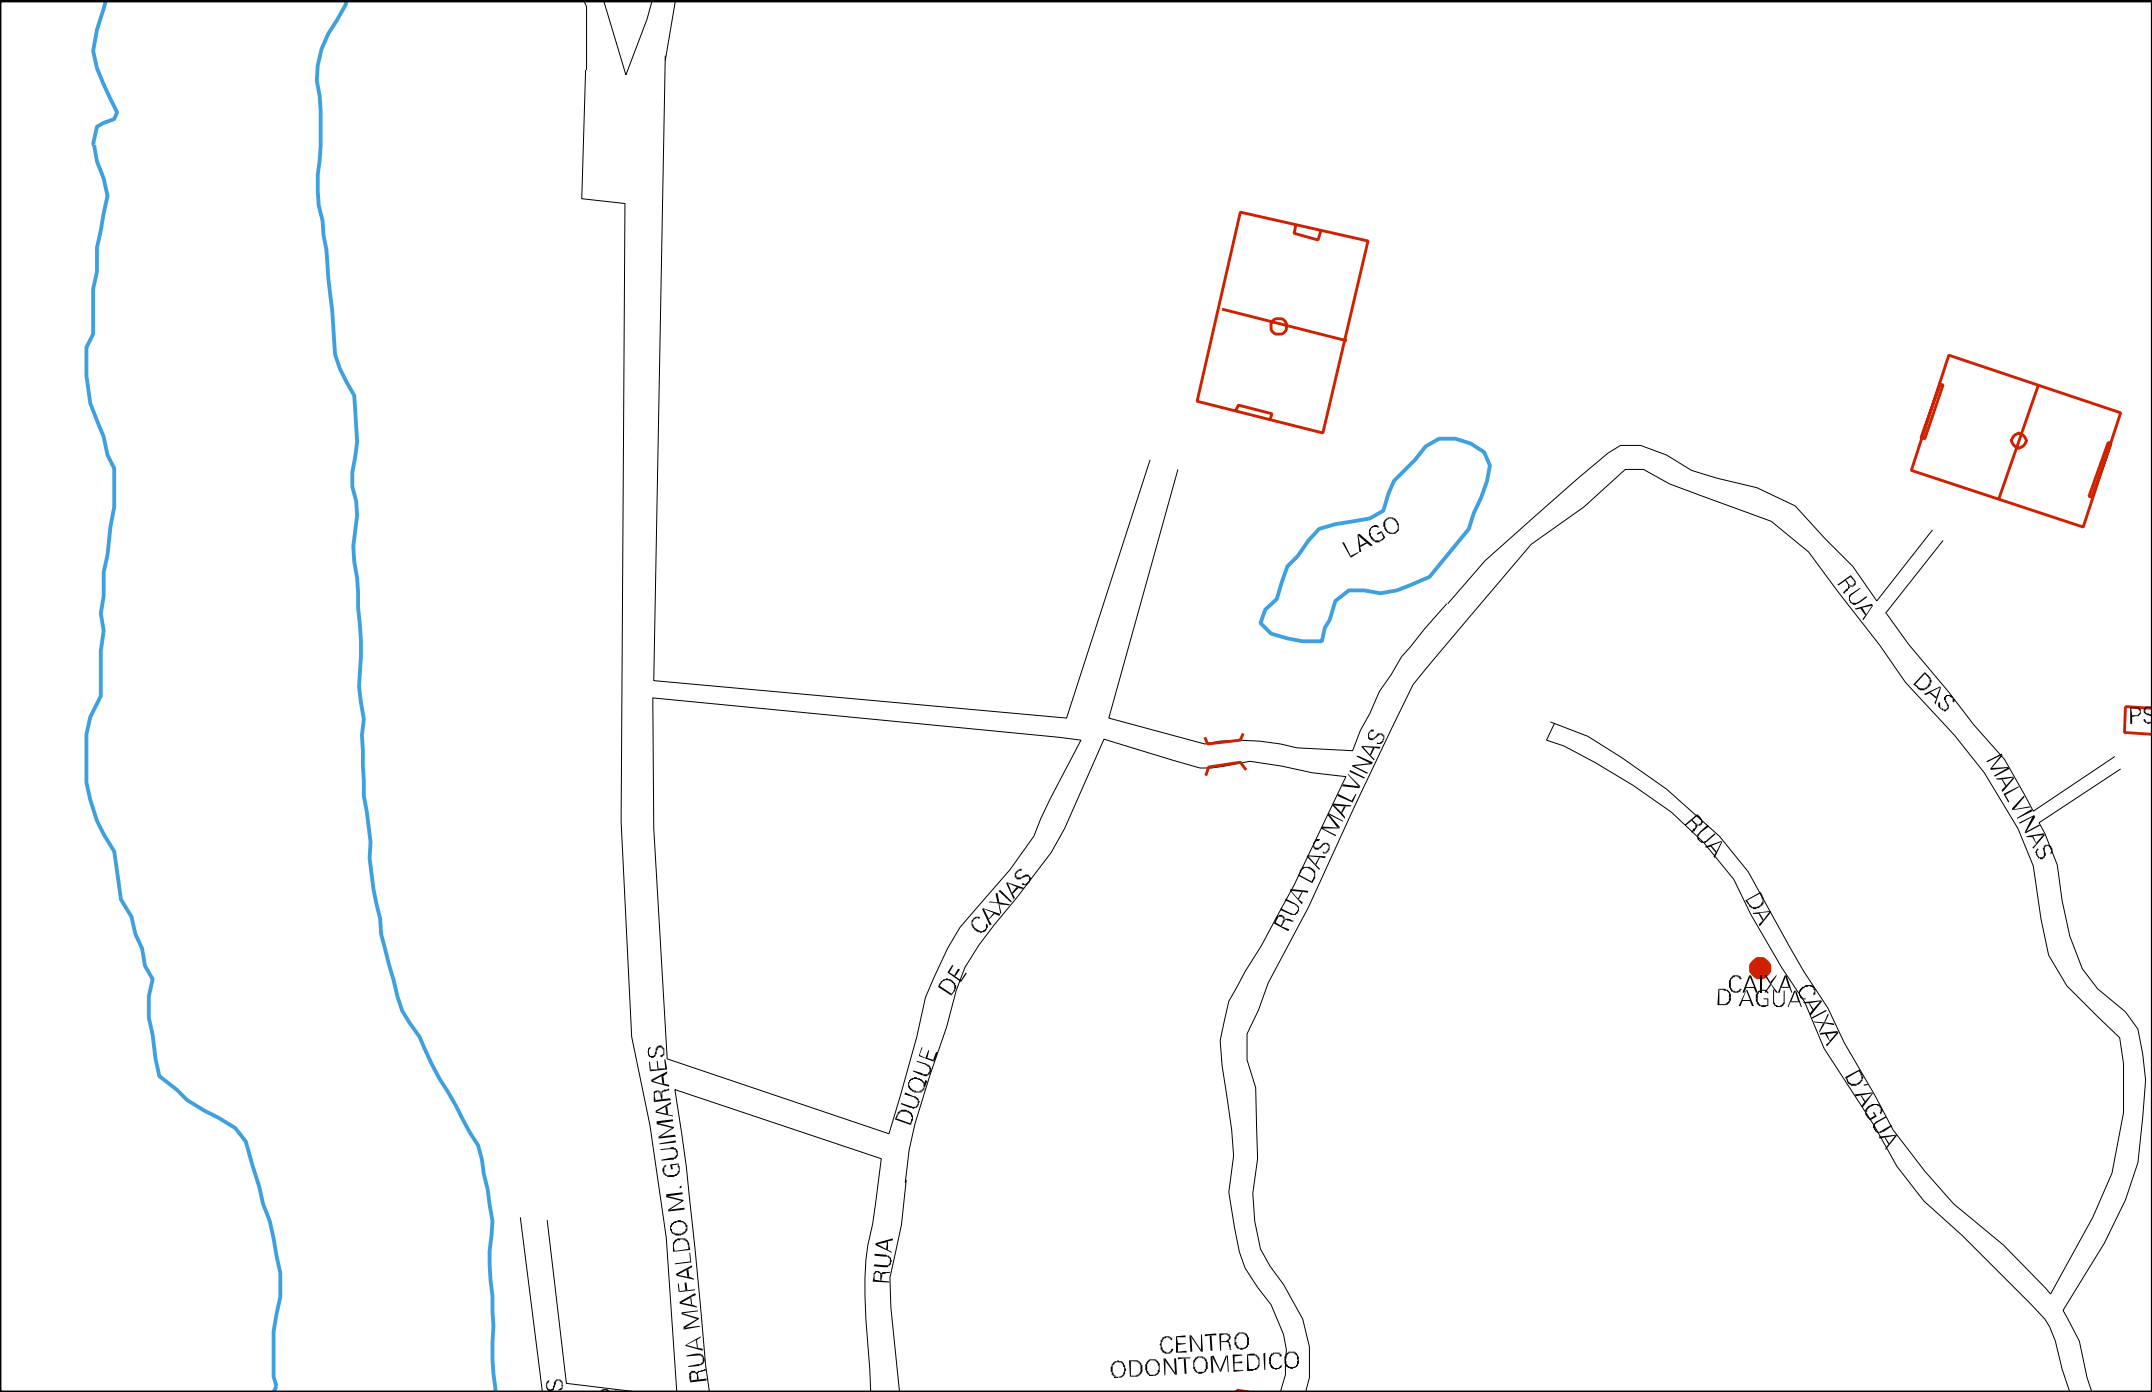 LAGO
RUA
DAS
MALVINAS
PS
RUA DAS MALVINAS
RUA
DA
CAIXA
D'AGUA
CAIXA
D'AGUA
CAXIAS
DE
DUQUE
RUA
RUA MAFALDO M. GUIMARAES
CENTRO
ODONTOMEDICO
S